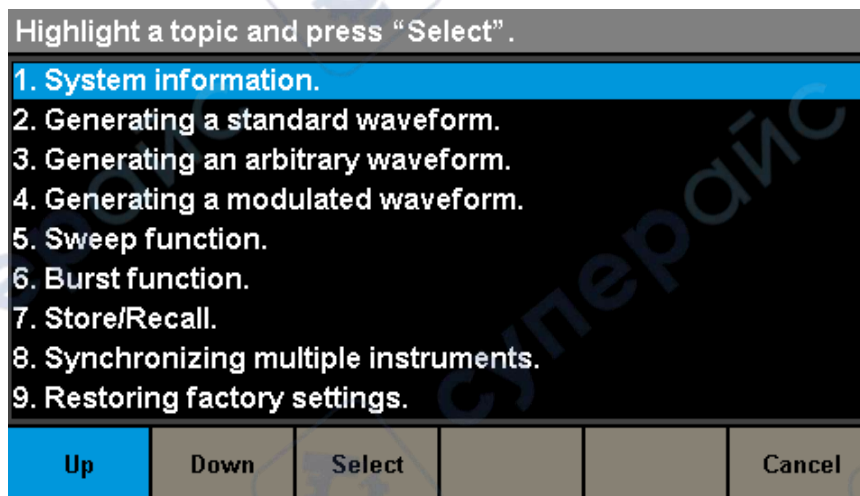 Highlight a topic and press “Select”.
1. System information.
2. Generating a standard waveform.
3. Generating an arbitrary waveform.
4. Generating a modulated waveform.
5. Sweep function.
6. Burst function.
7. Store/Recall.
8. Synchronizing multiple instruments.
9. Restoring factory settings.
Up Down Select Cancel
суперайс